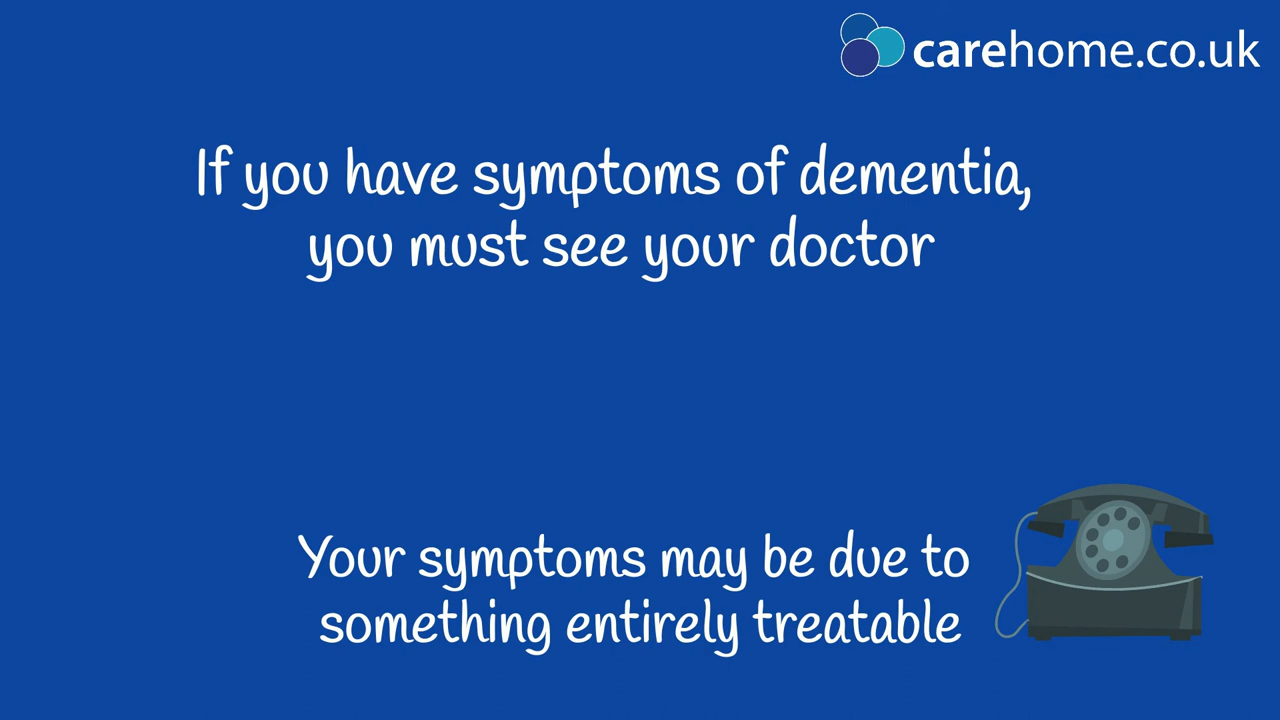 carehome.co.uk
If you have symptoms of dementia,
you must see your doctor
Your symptoms may be due to
something entirely treatable